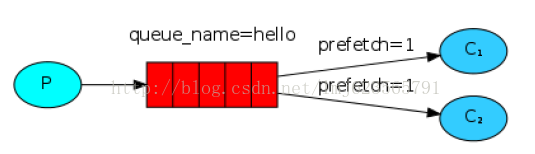 queue_name=hello
prefetch=1
C₁
P
prefetch=1
C₂